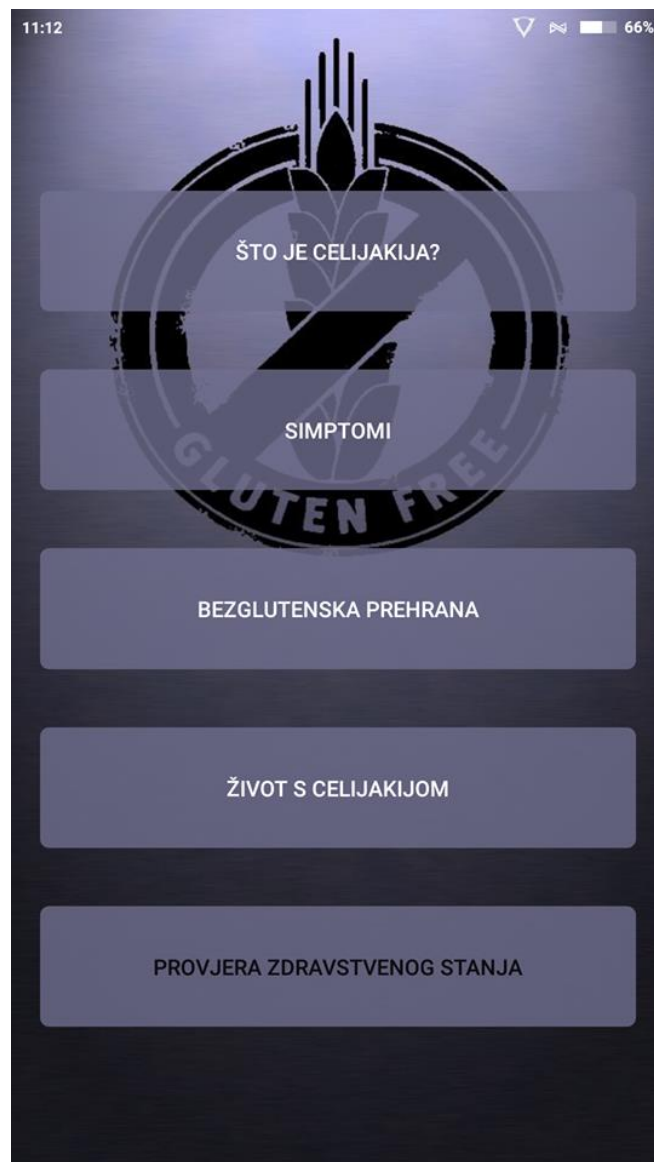 11:12
66%
ŠTO JE CELIJAKIJA?
SIMPTOMI
GLUTEN FREE
BEZGLUTENSKA PREHRANA
ŽIVOT S CELIJAKIJOM
PROVJERA ZDRAVSTVENOG STANJA